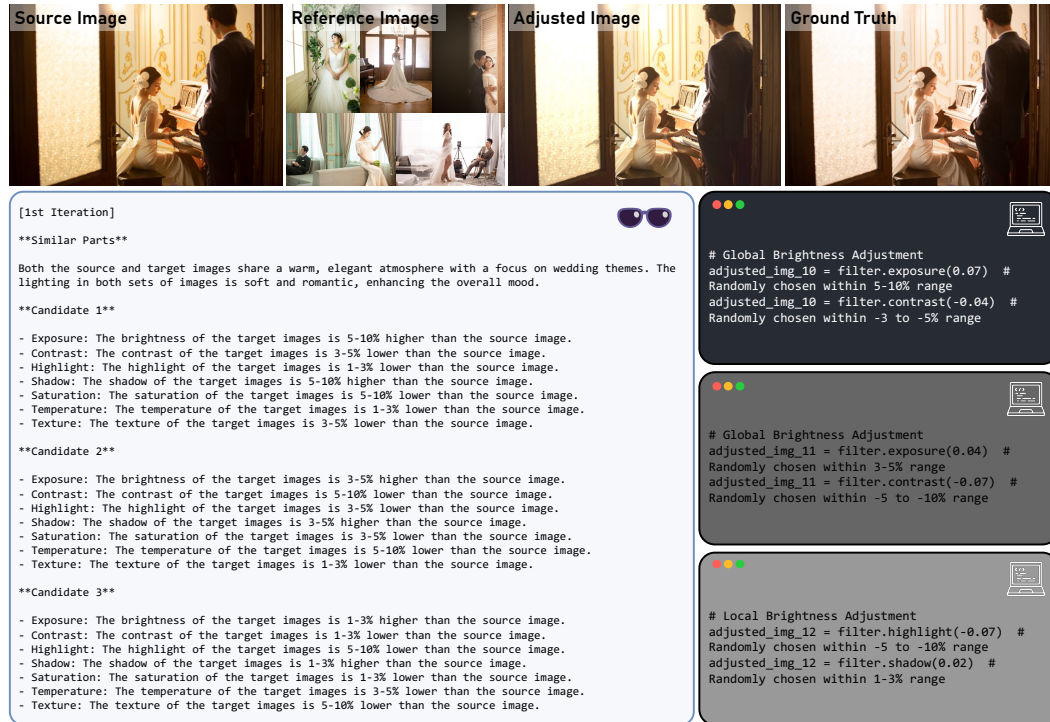 Source Image
Reference Images
Adjusted Image
Ground Truth
[1st Iteration]
**Similar Parts**
Both the source and target images share a warm, elegant atmosphere with a focus on wedding themes. The
lighting in both sets of images is soft and romantic, enhancing the overall mood.
**Candidate 1**
- Exposure: The brightness of the target images is 5-10% higher than the source image.
- Contrast: The contrast of the target images is 3-5% lower than the source image.
- Highlight: The highlight of the target images is 1-3% lower than the source image.
- Shadow: The shadow of the target images is 5-10% higher than the source image.
- Saturation: The saturation of the target images is 5-10% lower than the source image.
- Temperature: The temperature of the target images is 1-3% lower than the source image.
- Texture: The texture of the target images is 3-5% lower than the source image.
**Candidate 2**
- Exposure: The brightness of the target images is 3-5% higher than the source image.
- Contrast: The contrast of the target images is 5-10% lower than the source image.
- Highlight: The highlight of the target images is 3-5% lower than the source image.
- Shadow: The shadow of the target images is 3-5% higher than the source image.
- Saturation: The saturation of the target images is 3-5% lower than the source image.
- Temperature: The temperature of the target images is 5-10% lower than the source image.
- Texture: The texture of the target images is 1-3% lower than the source image.
**Candidate 3**
- Exposure: The brightness of the target images is 1-3% higher than the source image.
- Contrast: The contrast of the target images is 1-3% lower than the source image.
- Highlight: The highlight of the target images is 5-10% lower than the source image.
- Shadow: The shadow of the target images is 1-3% higher than the source image.
- Saturation: The saturation of the target images is 1-3% lower than the source image.
- Temperature: The temperature of the target images is 3-5% lower than the source image.
- Texture: The texture of the target images is 5-10% lower than the source image.
# Global Brightness Adjustment
adjusted_img_10 = filter.exposure(0.07)  #
Randomly chosen within 5-10% range
adjusted_img_10 = filter.contrast(-0.04)  #
Randomly chosen within -3 to -5% range
# Global Brightness Adjustment
adjusted_img_11 = filter.exposure(0.04)  #
Randomly chosen within 3-5% range
adjusted_img_11 = filter.contrast(-0.07)  #
Randomly chosen within -5 to -10% range
# Local Brightness Adjustment
adjusted_img_12 = filter.highlight(-0.07)  #
Randomly chosen within -5 to -10% range
adjusted_img_12 = filter.shadow(0.02)  #
Randomly chosen within 1-3% range